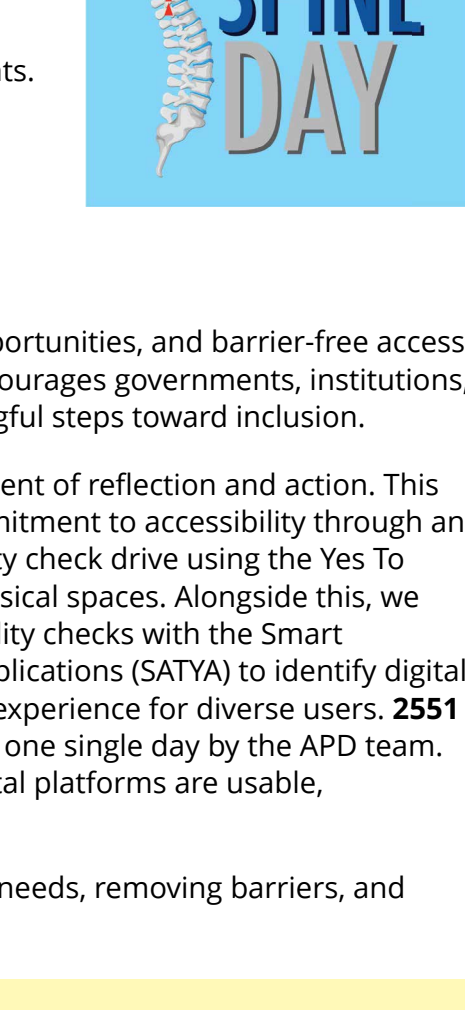 SPINE
ts.
DAY
portunities, and barrier-free access
ourages governments, institutions,
gful steps toward inclusion.
ent of reflection and action. This
mitment to accessibility through an
ty check drive using the Yes To
sical spaces. Alongside this, we
lity checks with the Smart
plications (SATYA) to identify digital
experience for diverse users. 2551
one single day by the APD team.
tal platforms are usable,
needs, removing barriers, and